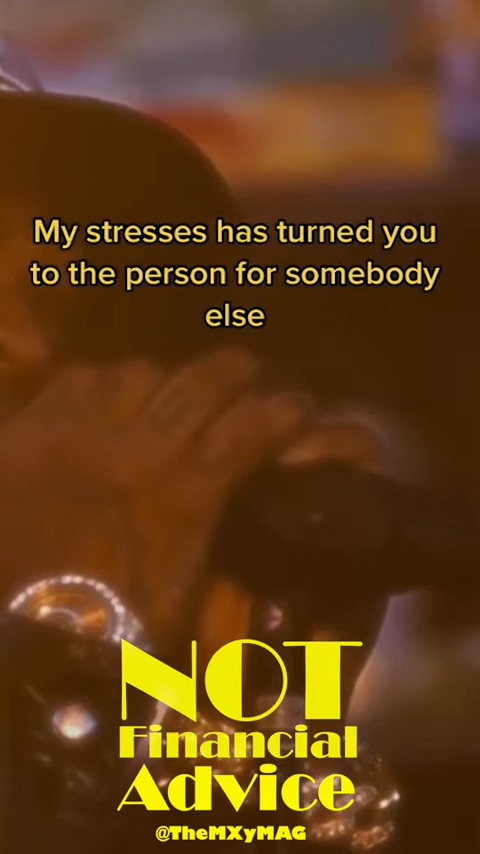 My stresses has turned you
to the person for somebody
else
NOT
Financial
Advice
@TheMXyMAG